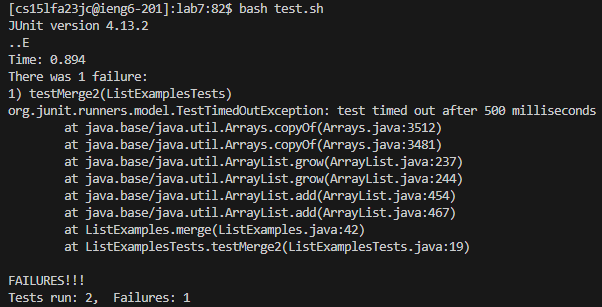 [cs15lfa23jc@ieng6-201]:lab7:82$ bash test.sh
JUnit version 4.13.2
..E
Time: 0.894
There was 1 failure:
1) testMerge2(ListExamplesTests)
org.junit.runners.model.TestTimedOutException: test timed out after 500 milliseconds
        at java.base/java.util.Arrays.copyOf(Arrays.java:3512)
        at java.base/java.util.Arrays.copyOf(Arrays.java:3481)
        at java.base/java.util.ArrayList.grow(ArrayList.java:237)
        at java.base/java.util.ArrayList.grow(ArrayList.java:244)
        at java.base/java.util.ArrayList.add(ArrayList.java:454)
        at java.base/java.util.ArrayList.add(ArrayList.java:467)
        at ListExamples.merge(ListExamples.java:42)
        at ListExamplesTests.testMerge2(ListExamplesTests.java:19)

FAILURES!!!
Tests run: 2,  Failures: 1